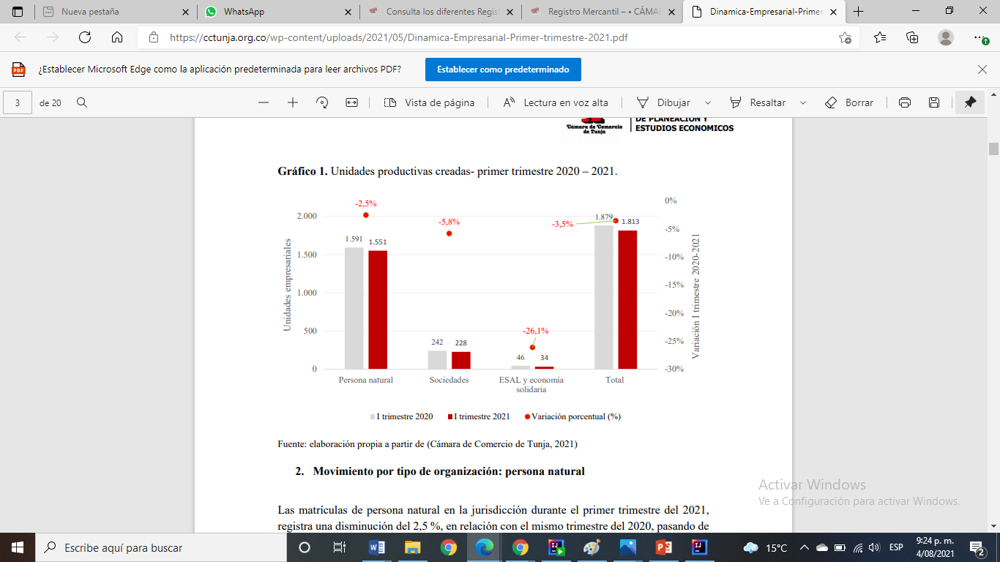 Nueva pestaña
WhatsApp
Consulta los diferentes Regist
Registro Mercantil – • CÁMAR
Dinamica-Empresarial-Primer
https://cctunja.org.co/wp-content/uploads/2021/05/Dinamica-Empresarial-Primer-trimestre-2021.pdf
PDF
¿Establecer Microsoft Edge como la aplicación predeterminada para leer archivos PDF?
Establecer como predeterminado
3 de 20
Vista de página
Lectura en voz alta
Dibujar
Resaltar
Borrar
Cámara de Comercio
de Tunja
DE PLANEACIÓN Y
ESTUDIOS ECONOMICOS
Gráfico 1. Unidades productivas creadas- primer trimestre 2020 – 2021.
Unidades empresariales
2.000
1.500
1.000
500
0
-2,5%
-5,8%
-26,1%
-3,5%
1.591 1.551
242 228
46 34
1.879 1.813
0%
-5%
-10%
-15%
-20%
-25%
-30%
Variación I trimestre 2020-2021
Persona natural
Sociedades
ESAL y economía
solidaria
Total
I trimestre 2020
I trimestre 2021
Variación porcentual (%)
Fuente: elaboración propia a partir de (Cámara de Comercio de Tunja, 2021)
2. Movimiento por tipo de organización: persona natural
Las matrículas de persona natural en la jurisdicción durante el primer trimestre del 2021,
registra una disminución del 2,5 %, en relación con el mismo trimestre del 2020, pasando de
Activar Windows
Ve a Configuración para activar Windows.
Escribe aquí para buscar
15°C
ESP
9:24 p. m.
4/08/2021
2